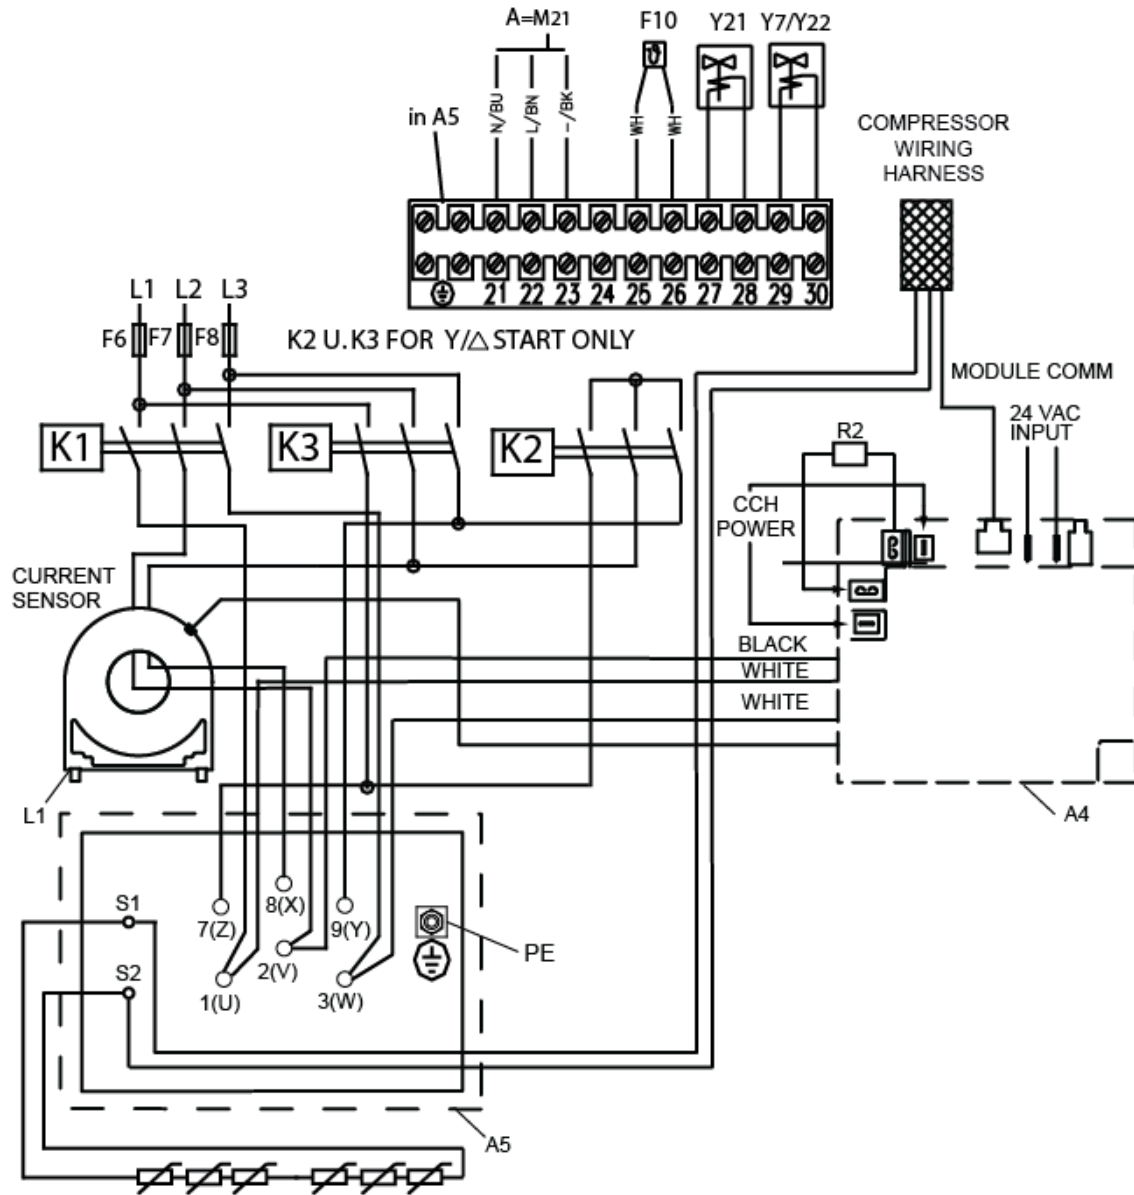 A=M21
F10
Y21
Y7/Y22
in A5
N/BU
L/BN
-/BK
WH
WH
COMPRESSOR
WIRING
HARNESS
21 22 23 24 25 26 27 28 29 30
L1 L2 L3
F6 F7 F8
K2 U.K3 FOR Y/△ START ONLY
MODULE COMM
24 VAC
INPUT
R2
K1
K3
K2
CCH
POWER
CURRENT
SENSOR
BLACK
WHITE
WHITE
L1
A4
S1
8(X)
7(Z)
9(Y)
PE
S2
2(V)
1(U)
3(W)
A5